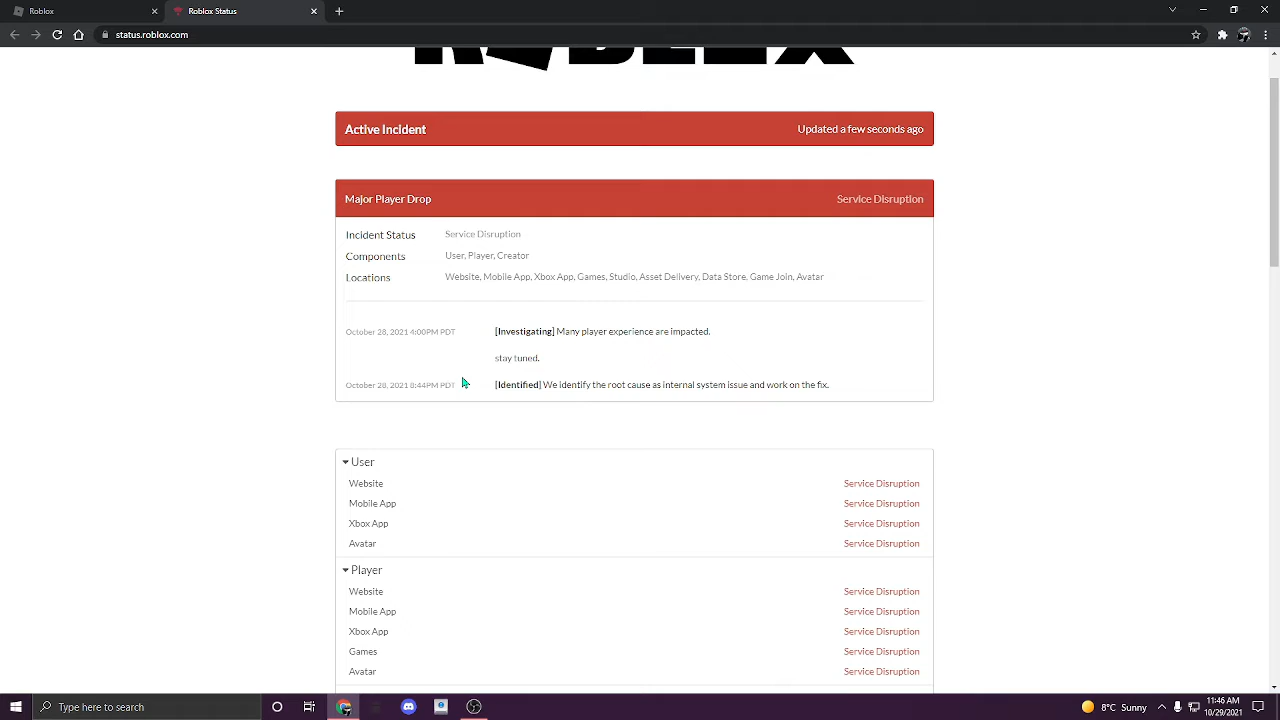 Roblox
Roblox Status
status.roblox.com
ROBLOX
Active Incident Updated a few seconds ago
Major Player Drop Service Disruption
Incident Status Service Disruption
Components User, Player, Creator
Locations Website, Mobile App, Xbox App, Games, Studio, Asset Delivery, Data Store, Game Join, Avatar
October 28, 2021 4:00PM PDT [Investigating] Many player experience are impacted.
stay tuned.
October 28, 2021 8:44PM PDT [Identified] We identify the root cause as internal system issue and work on the fix.
User
Website Service Disruption
Mobile App Service Disruption
Xbox App Service Disruption
Avatar Service Disruption
Player
Website Service Disruption
Mobile App Service Disruption
Xbox App Service Disruption
Games Service Disruption
Avatar Service Disruption
Type here to search
8°C Sunny
11:46 AM
10/29/2021